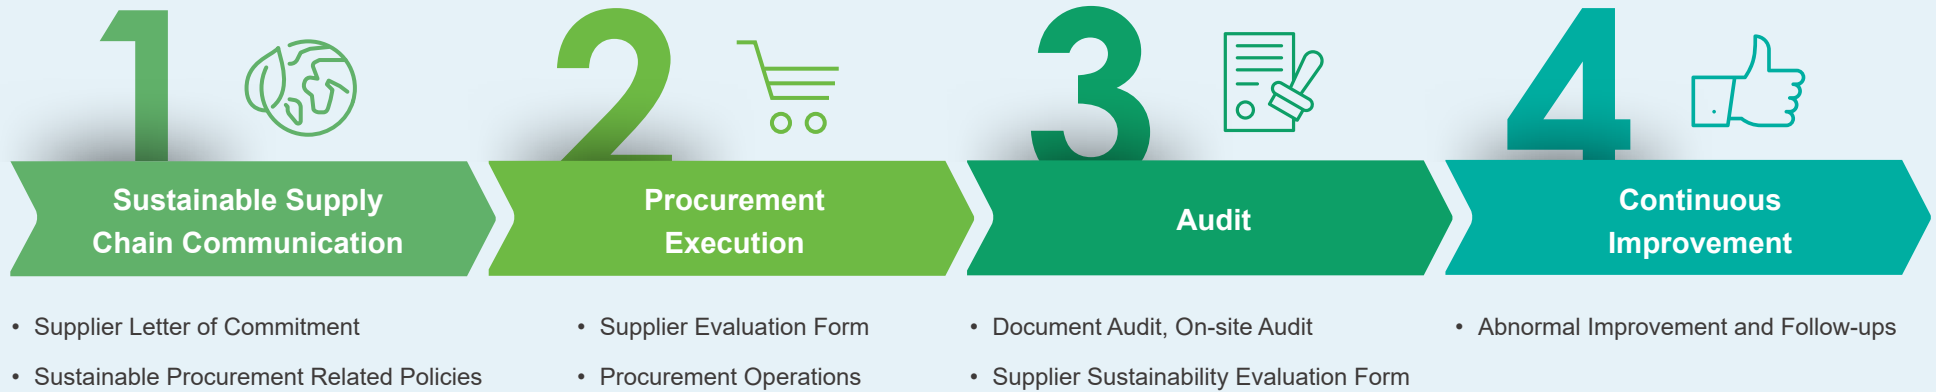 1
Sustainable Supply
Chain Communication
• Supplier Letter of Commitment
• Sustainable Procurement Related Policies
2
Procurement
Execution
• Supplier Evaluation Form
• Procurement Operations
3
Audit
• Document Audit, On-site Audit
• Supplier Sustainability Evaluation Form
4
Continuous
Improvement
• Abnormal Improvement and Follow-ups